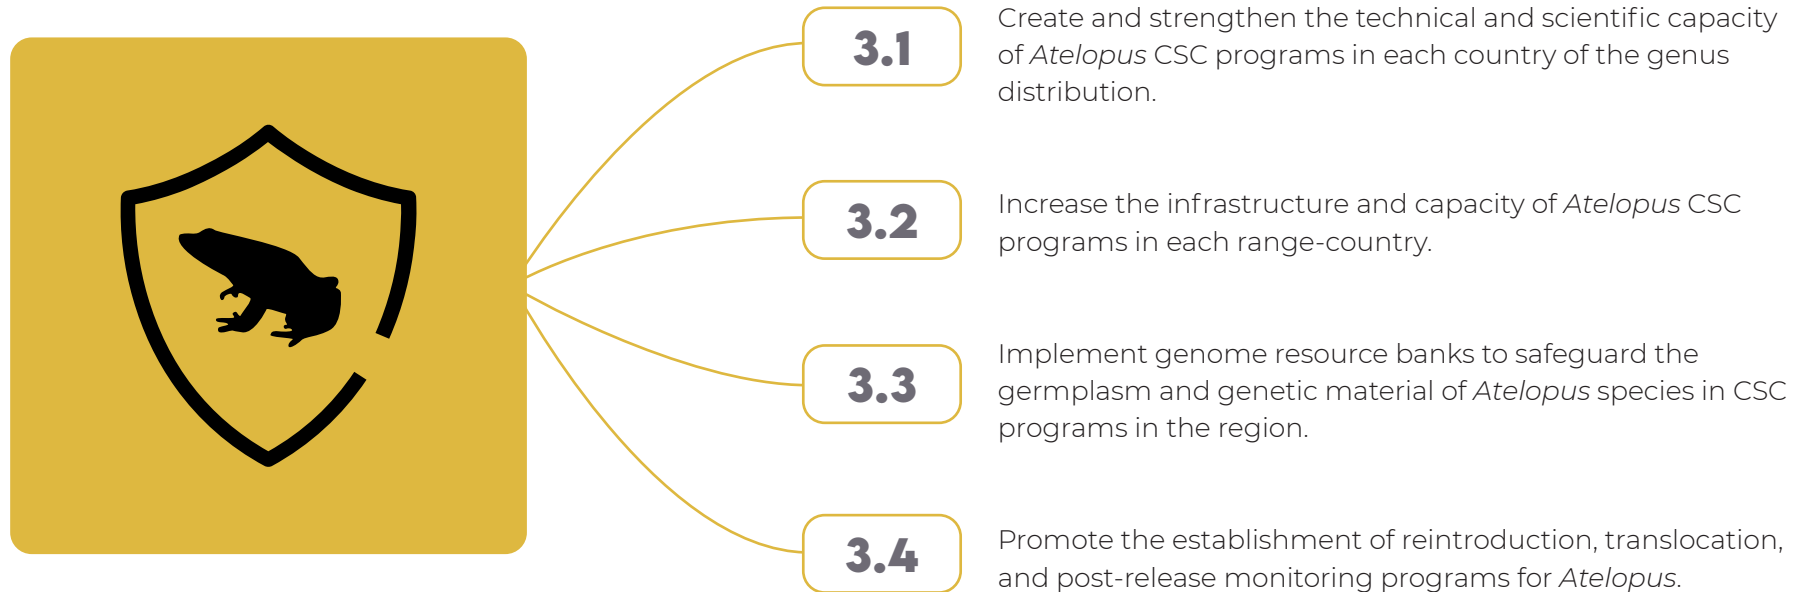 3.1
Create and strengthen the technical and scientific capacity
of Atelopus CSC programs in each country of the genus
distribution.
3.2
Increase the infrastructure and capacity of Atelopus CSC
programs in each range-country.
3.3
Implement genome resource banks to safeguard the
germplasm and genetic material of Atelopus species in CSC
programs in the region.
3.4
Promote the establishment of reintroduction, translocation,
and post-release monitoring programs for Atelopus.